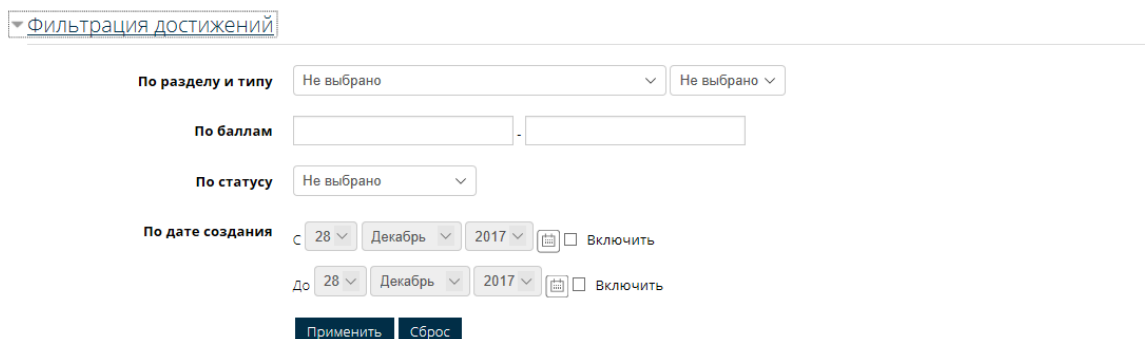 Фильтрация достижений
По разделу и типу Не выбрано Не выбрано
По баллам -
По статусу Не выбрано
По дате создания С 28 Декабрь 2017 Включить
До 28 Декабрь 2017 Включить
Применить Сброс